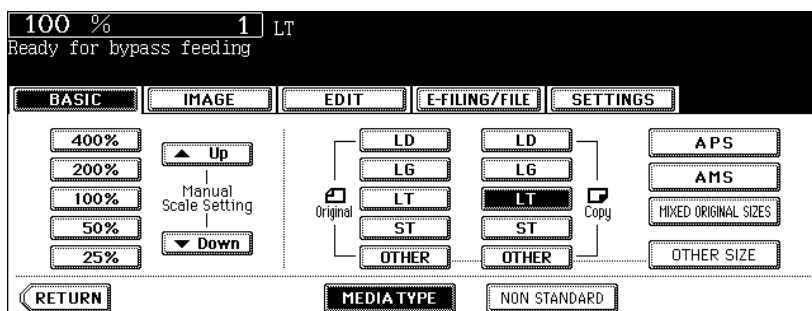 100 % 1 LT
Ready for bypass feeding
BASIC IMAGE EDIT E-FILING/FILE SETTINGS
400%
200%
100%
50%
25%
Up
Manual
Scale Setting
Down
Original
LD
LG
LT
ST
OTHER
LD
LG
LT
ST
OTHER
Copy
APS
AMS
MIXED ORIGINAL SIZES
OTHER SIZE
RETURN MEDIA TYPE NON STANDARD